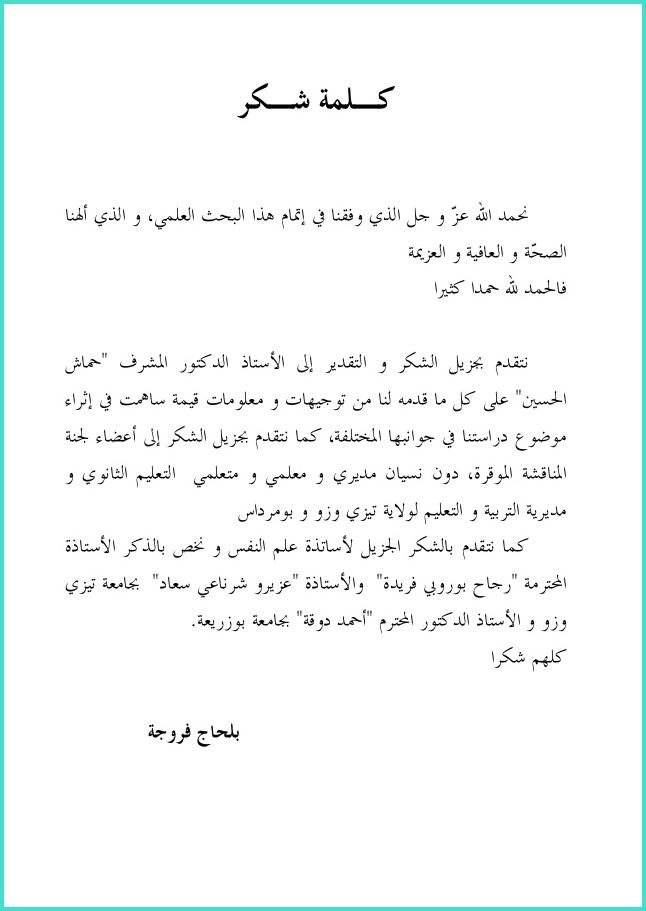 كـــلمة شـــكر
نحمد الله عزّ و جل الذي وفقنا في إتمام هذا البحث العلمي، و الذي ألهنا
الصحّة و العافية و العزيمة
فالحمد لله حمدا كثيرا
نتقدم بجزيل الشكر و التقدير إلى الأستاذ الدكتور المشرف "حماش
الحسين" على كل ما قدمه لنا من توجيهات و معلومات قيمة ساهمت في إثراء
موضوع دراستنا في جوانبها المختلفة، كما نتقدم بجزيل الشكر إلى أعضاء لجنة
المناقشة الموقرة، دون نسيان مديري و معلمي و متعلمي التعليم الثانوي و
مديرية التربية و التعليم لولاية تيزي وزو و بومرداس
كما نتقدم بالشكر الجزيل لأساتذة علم النفس و نخص بالذكر الأستاذة
المحترمة "رجاح بوروبي فريدة" والأستاذة "عزيرو شرناعي سعاد" بجامعة تيزي
وزو و الأستاذ الدكتور المحترم "أحمد دوقة" بجامعة بوزريعة.
كلهم شكرا
بلحاج فروجة